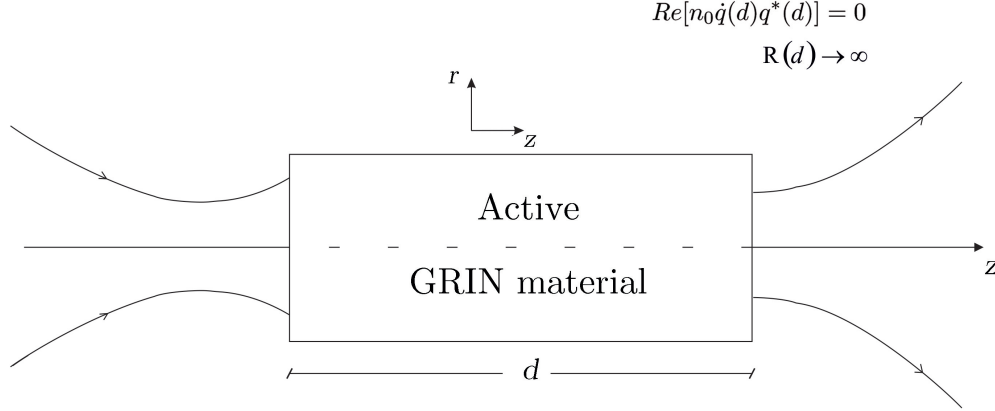 Re[n₀q̇(d)q*(d)] = 0
R(d) → ∞
r
z
Active
z
GRIN material
d